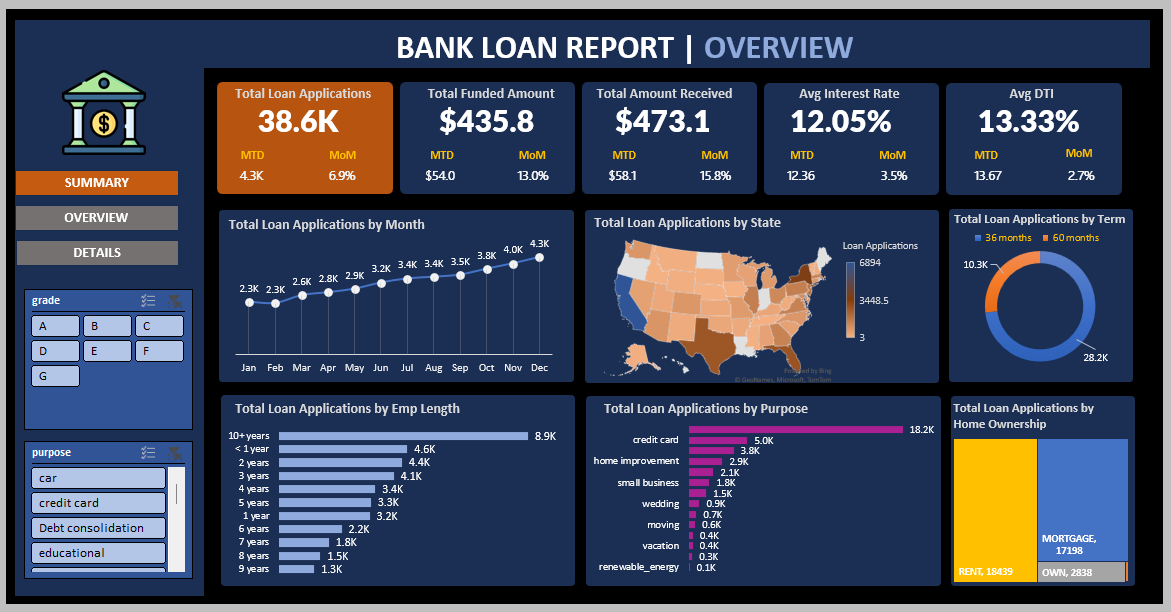 BANK LOAN REPORT | OVERVIEW
$
SUMMARY
OVERVIEW
DETAILS
grade
A B C
D E F
G
purpose
car
credit card
Debt consolidation
educational
Total Loan Applications
38.6K
MTD MoM
4.3K 6.9%
Total Funded Amount
$435.8
MTD MoM
$54.0 13.0%
Total Amount Received
$473.1
MTD MoM
$58.1 15.8%
Avg Interest Rate
12.05%
MTD MoM
12.36 3.5%
Avg DTI
13.33%
MTD MoM
13.67 2.7%
Total Loan Applications by Month
2.3K 2.3K 2.6K 2.8K 2.9K 3.2K 3.4K 3.4K 3.5K 3.8K 4.0K 4.3K
Jan Feb Mar Apr May Jun Jul Aug Sep Oct Nov Dec
Total Loan Applications by State
Loan Applications
6894
3448.5
3
Powered by Bing
© GeoNames, Microsoft, TomTom
Total Loan Applications by Term
36 months 60 months
10.3K
28.2K
Total Loan Applications by Emp Length
10+ years 8.9K
< 1 year 4.6K
2 years 4.4K
3 years 4.1K
4 years 3.4K
5 years 3.3K
1 year 3.2K
6 years 2.2K
7 years 1.8K
8 years 1.5K
9 years 1.3K
Total Loan Applications by Purpose
18.2K
credit card 5.0K
3.8K
home improvement 2.9K
2.1K
small business 1.8K
1.5K
wedding 0.9K
0.7K
moving 0.6K
0.4K
vacation 0.4K
0.3K
renewable_energy 0.1K
Total Loan Applications by
Home Ownership
RENT, 18439
MORTGAGE,
17198
OWN, 2838